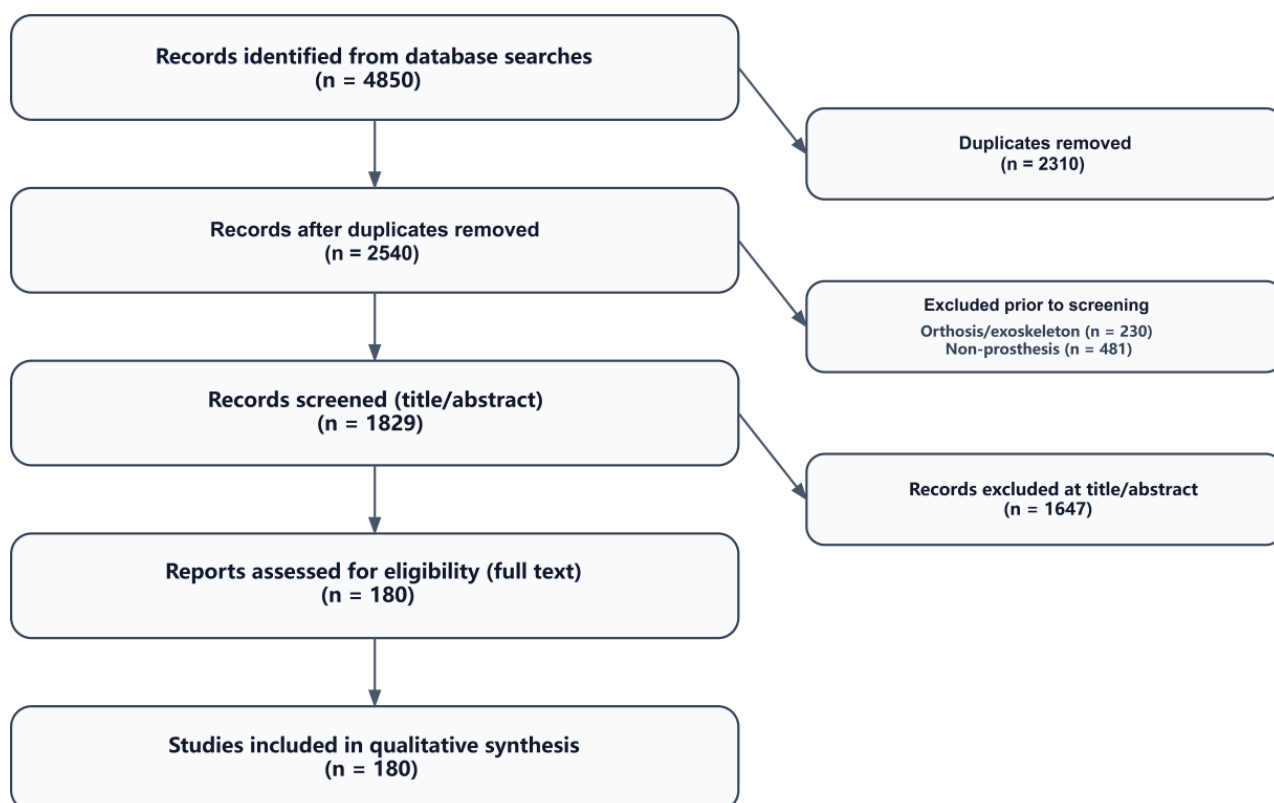 Records identified from database searches
(n = 4850)
Duplicates removed
(n = 2310)
Records after duplicates removed
(n = 2540)
Excluded prior to screening
Orthosis/exoskeleton (n = 230)
Non-prosthesis (n = 481)
Records screened (title/abstract)
(n = 1829)
Records excluded at title/abstract
(n = 1647)
Reports assessed for eligibility (full text)
(n = 180)
Studies included in qualitative synthesis
(n = 180)